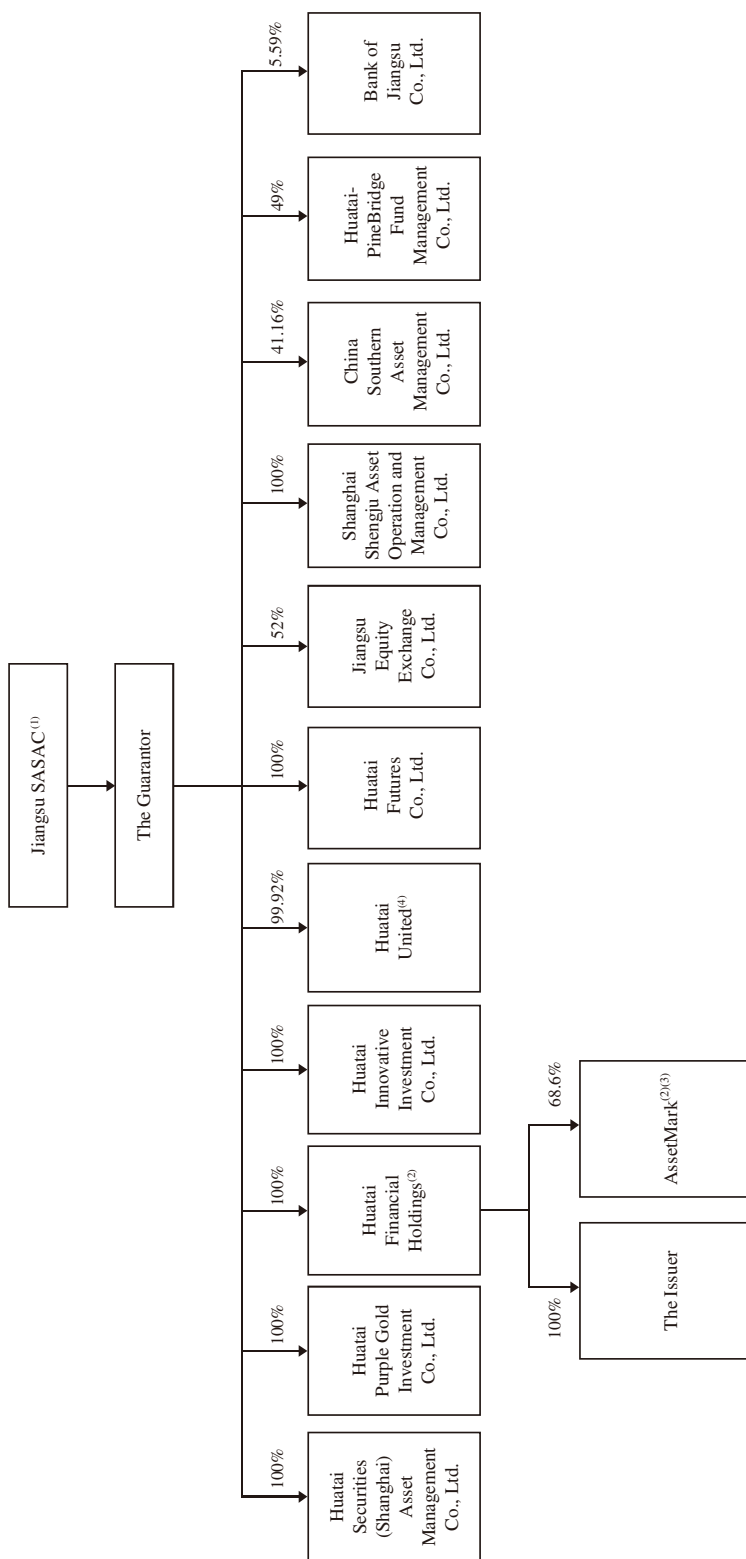 Jiangsu SASAC(1)
The Guarantor
100%
100%
100%
100%
99.92%
100%
52%
100%
41.16%
49%
5.59%
Huatai
Securities
(Shanghai)
Asset
Management
Co., Ltd.
Huatai
Purple Gold
Investment
Co., Ltd.
Huatai
Financial
Holdings(2)
Huatai
Innovative
Investment
Co., Ltd.
Huatai
United(4)
Huatai
Futures
Co., Ltd.
Jiangsu
Equity
Exchange
Co., Ltd.
Shanghai
Shengju Asset
Operation and
Management
Co., Ltd.
China
Southern
Asset
Management
Co., Ltd.
Huatai-
PineBridge
Fund
Management
Co., Ltd.
Bank of
Jiangsu
Co., Ltd.
100%
68.6%
The Issuer
AssetMark(2)(3)